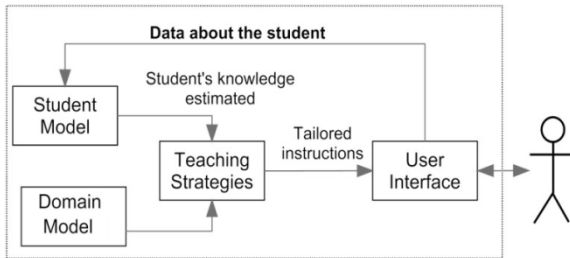 Data about the student
Student's knowledge
estimated
Student
Model
Tailored
instructions
Teaching
Strategies
User
Interface
Domain
Model